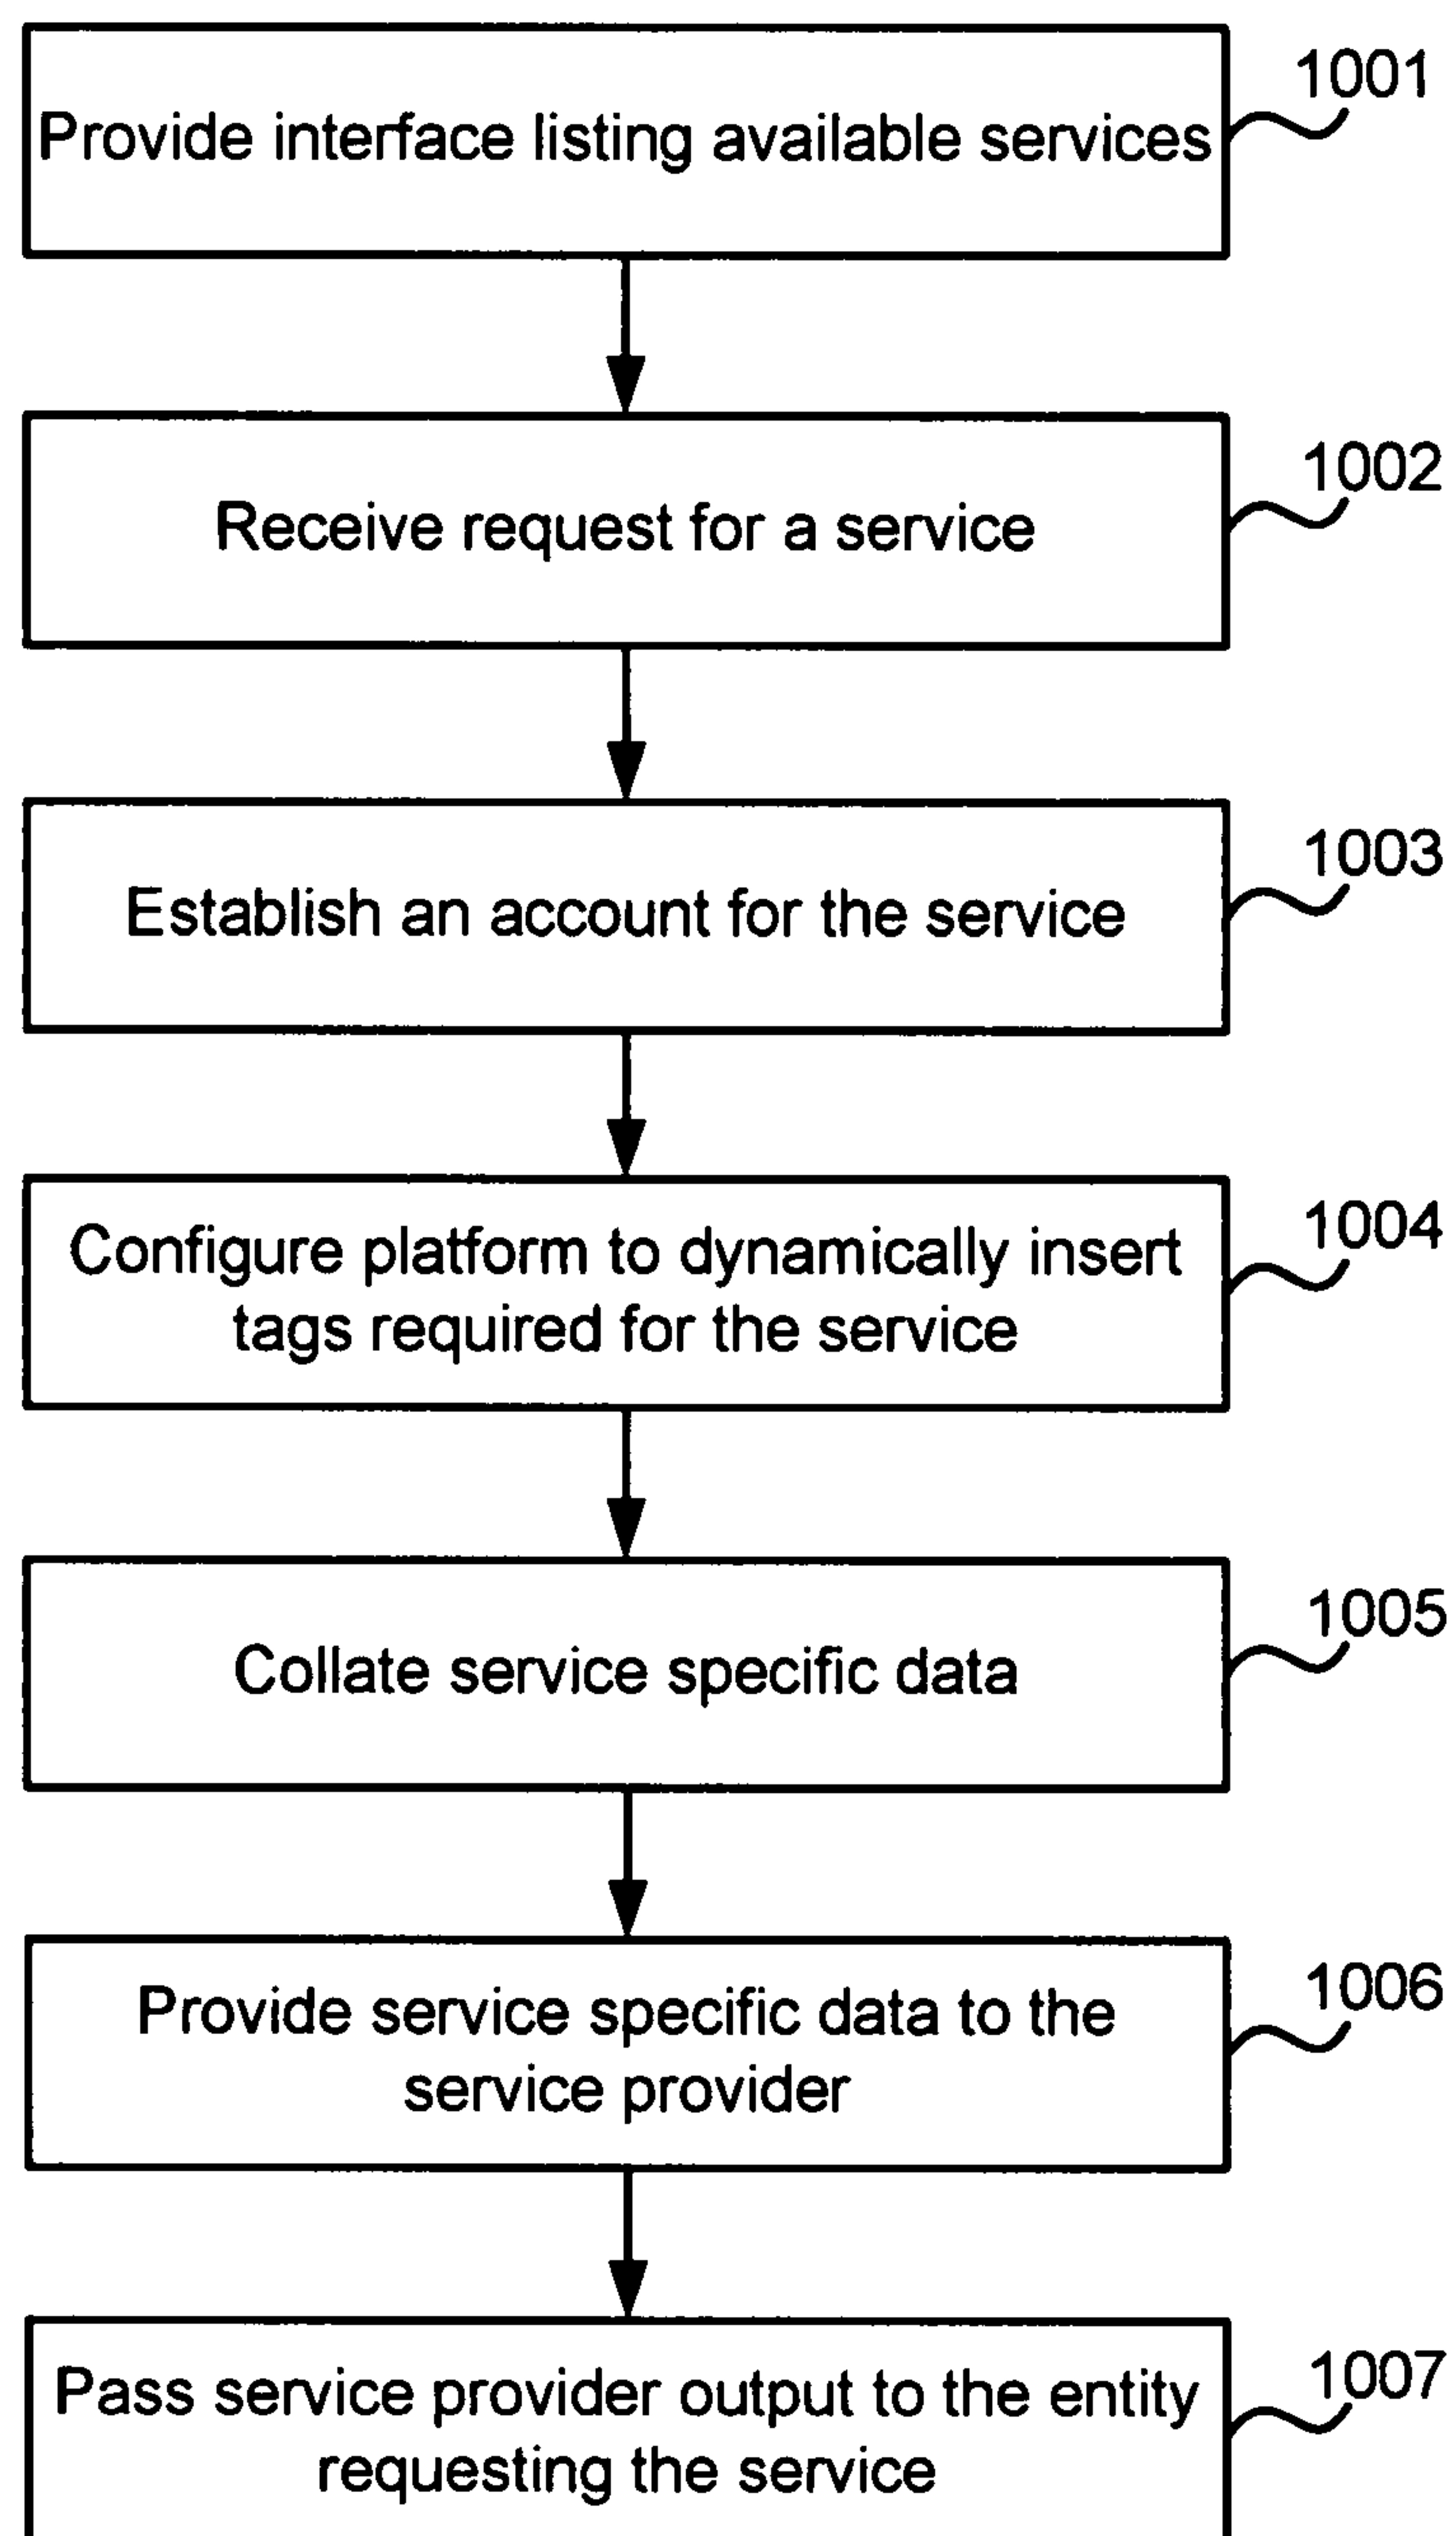 Provide interface listing available services
1001
Receive request for a service
1002
Establish an account for the service
1003
Configure platform to dynamically insert
tags required for the service
1004
Collate service specific data
1005
Provide service specific data to the
service provider
1006
Pass service provider output to the entity
requesting the service
1007